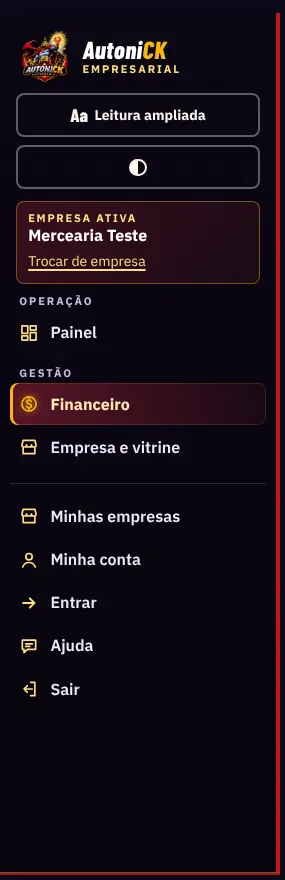 AUTONICK
AutoniCK
EMPRESARIAL
Aa Leitura ampliada
EMPRESA ATIVA
Mercearia Teste
Trocar de empresa
OPERAÇÃO
Painel
GESTÃO
Financeiro
Empresa e vitrine
Minhas empresas
Minha conta
Entrar
Ajuda
Sair